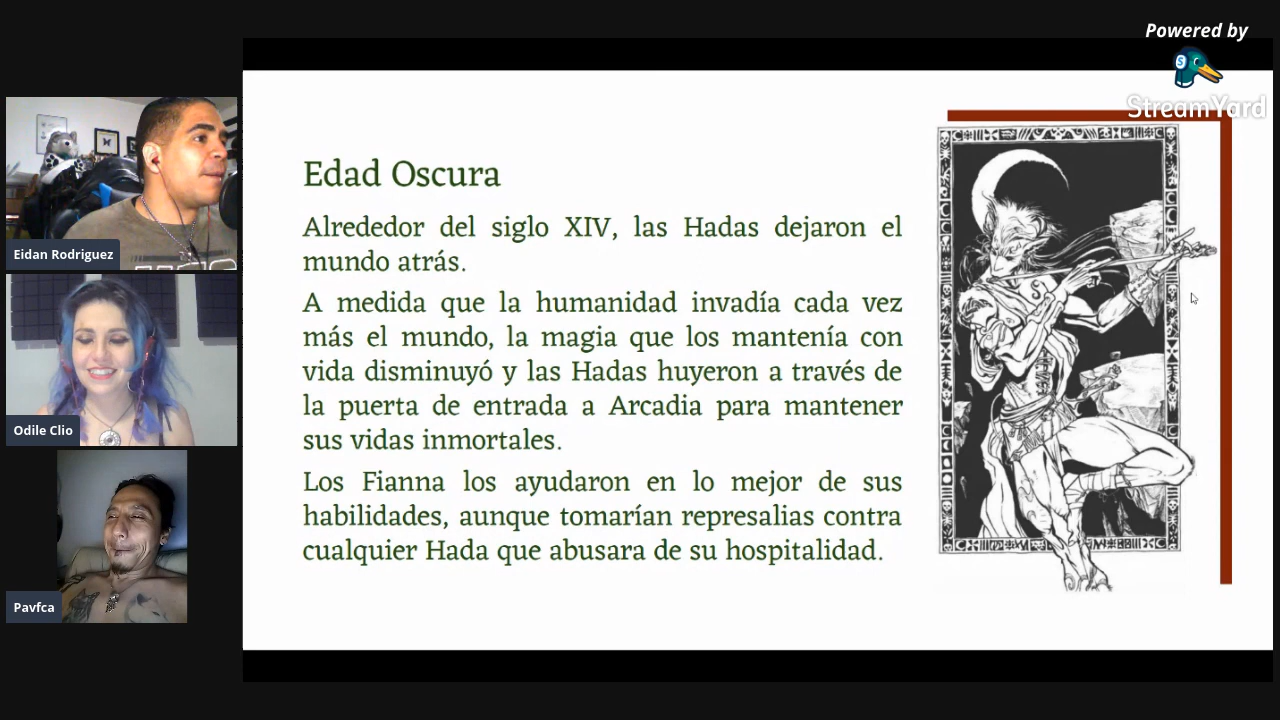 Powered by
StreamYard
Eidan Rodriguez
Odile Clio
Pavfca
Edad Oscura
Alrededor del siglo XIV, las Hadas dejaron el
mundo atrás.
A medida que la humanidad invadía cada vez
más el mundo, la magia que los mantenía con
vida disminuyó y las Hadas huyeron a través de
la puerta de entrada a Arcadia para mantener
sus vidas inmortales.
Los Fianna los ayudaron en lo mejor de sus
habilidades, aunque tomarían represalias contra
cualquier Hada que abusara de su hospitalidad.